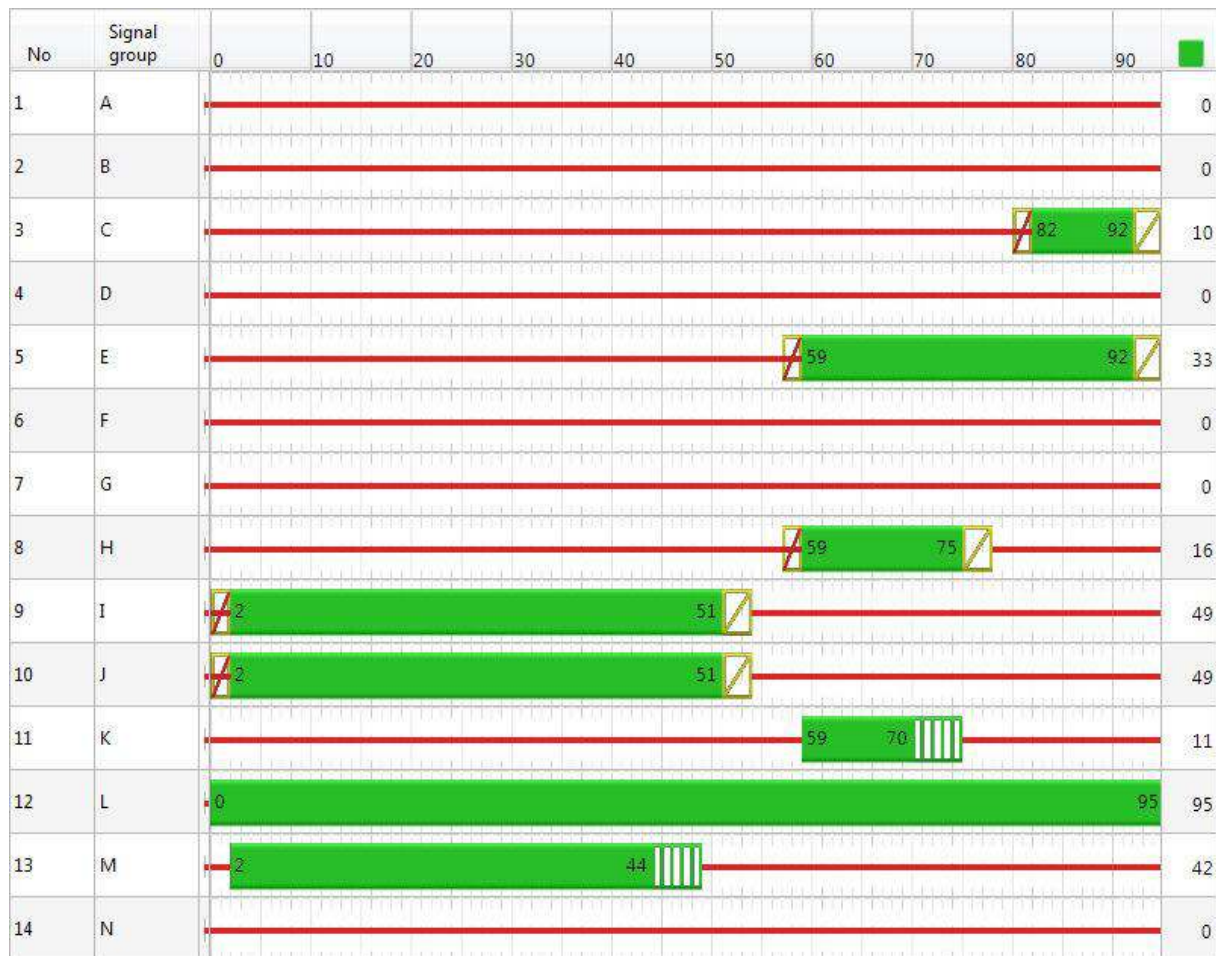 No Signal group 0 10 20 30 40 50 60 70 80 90
1 A 0
2 B 0
3 C 82 92 10
4 D 0
5 E 59 92 33
6 F 0
7 G 0
8 H 59 75 16
9 I 2 51 49
10 J 2 51 49
11 K 59 70 11
12 L 0 95 95
13 M 2 44 42
14 N 0